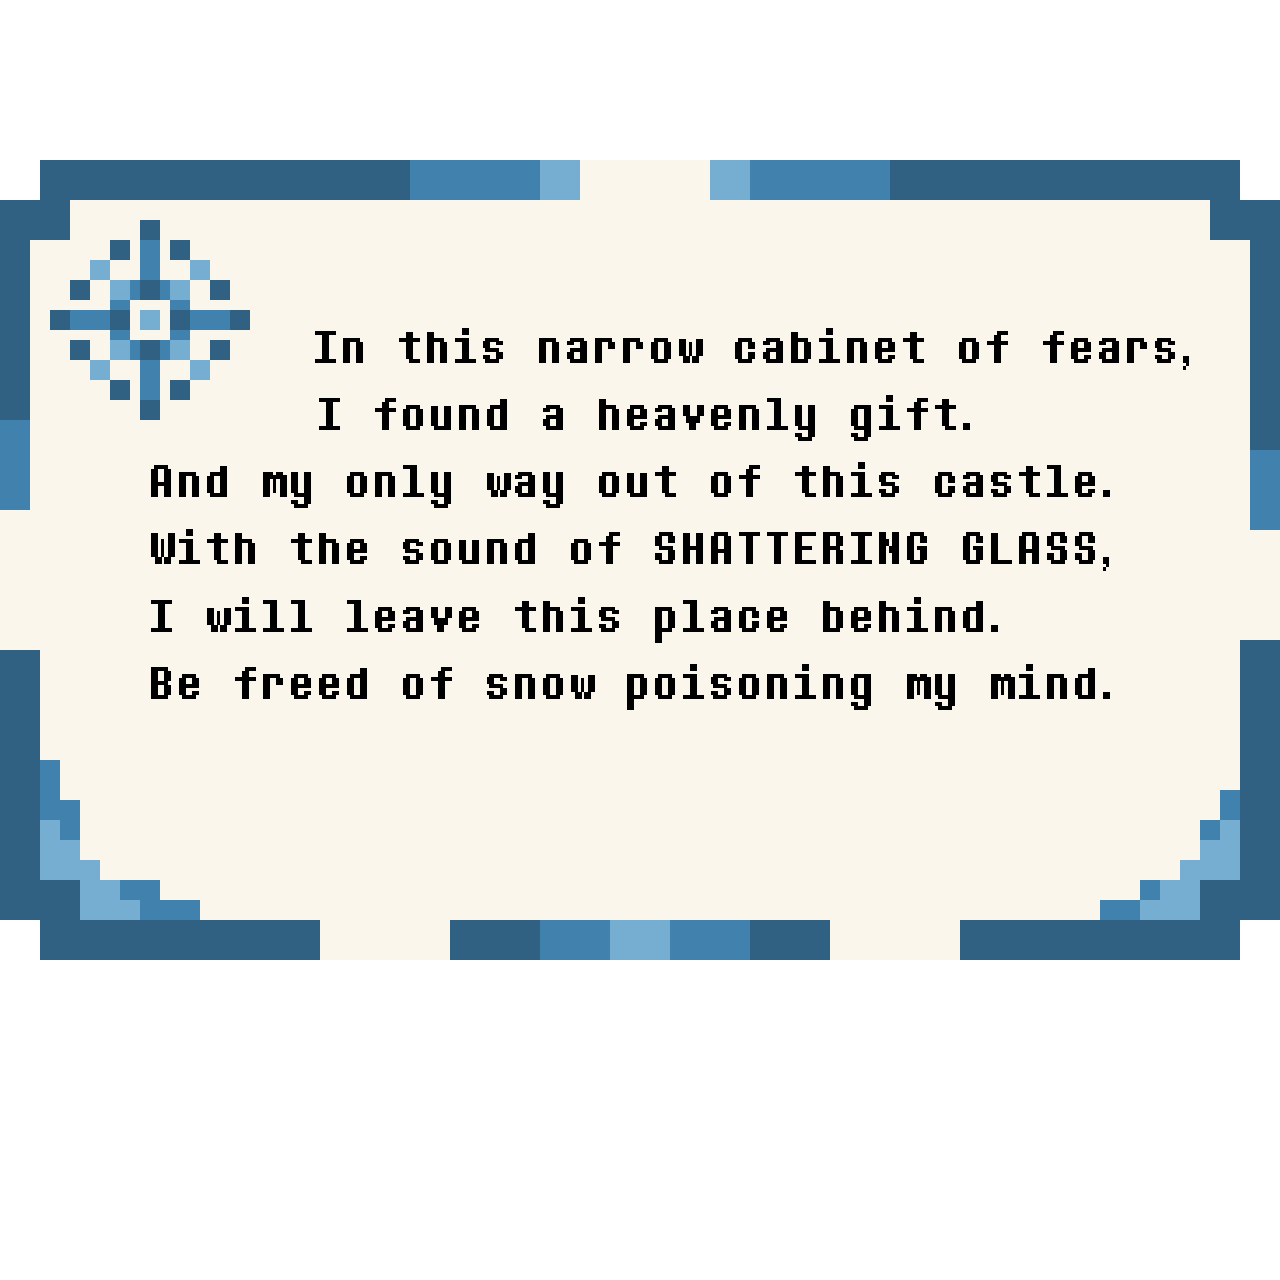 In this narrow cabinet of fears,
I found a heavenly gift.
And my only way out of this castle.
With the sound of SHATTERING GLASS,
I will leave this place behind.
Be freed of snow poisoning my mind.